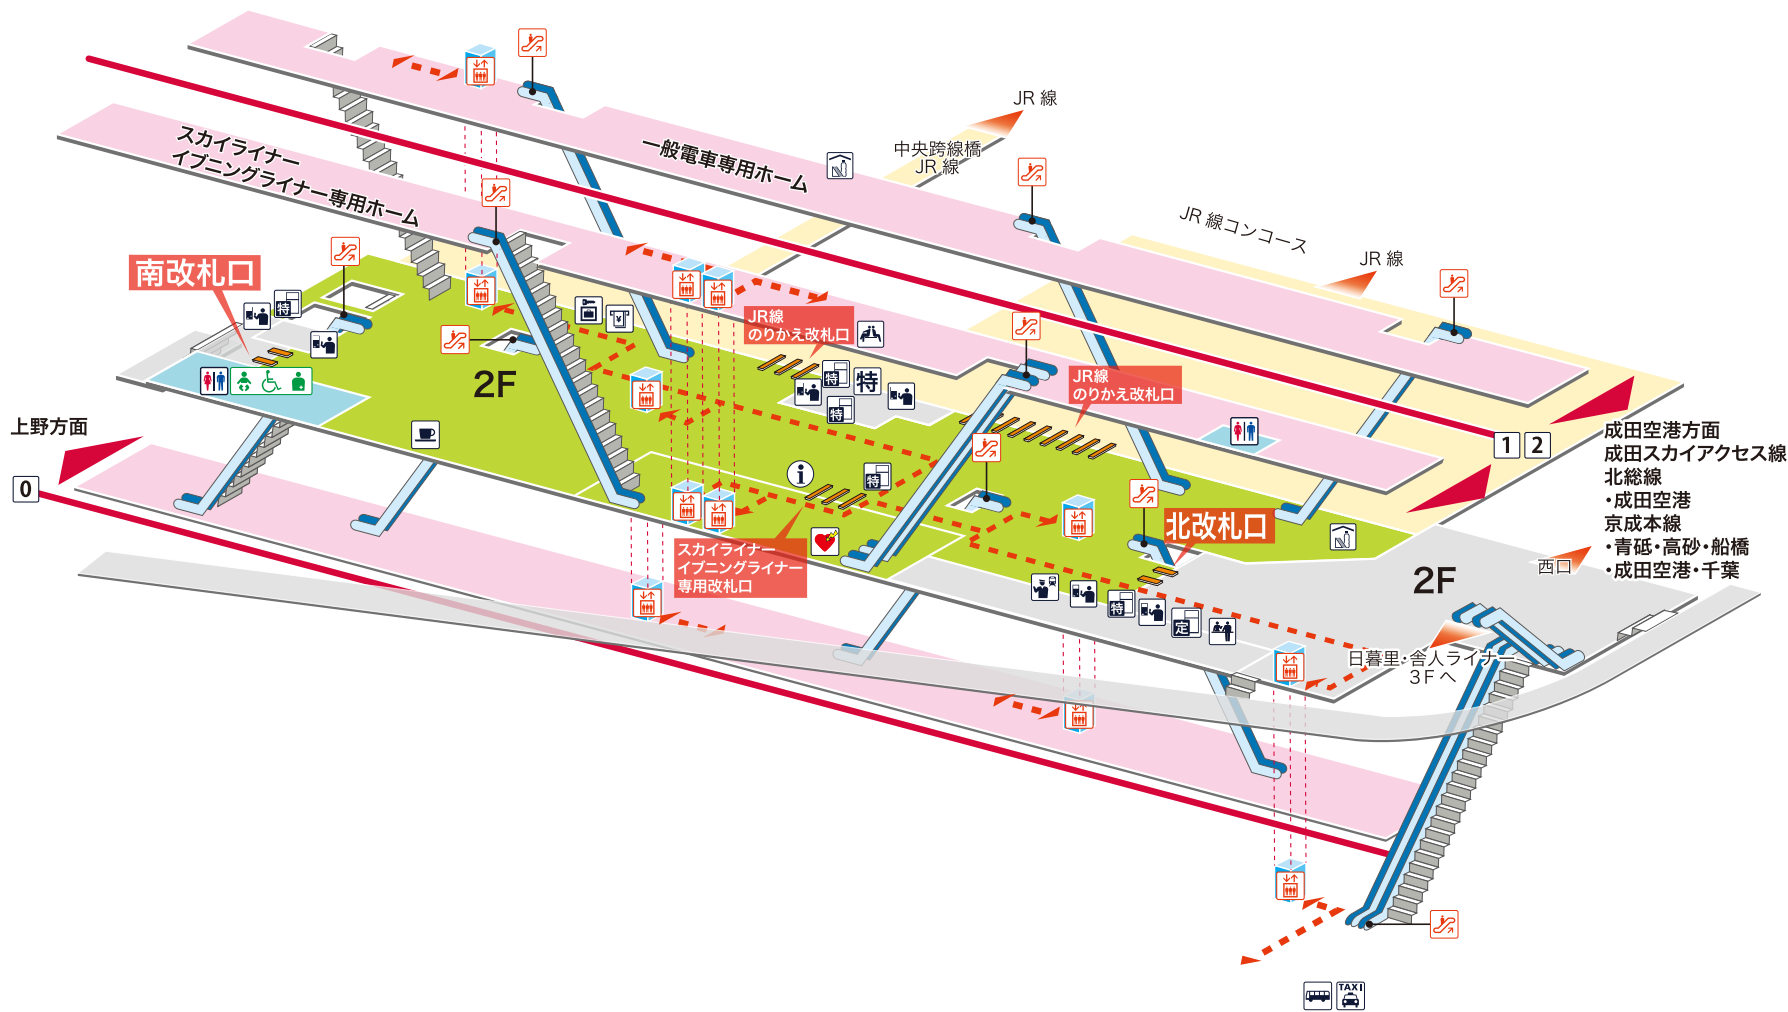 JR 線
中央跨線橋
JR 線
一般電車専用ホーム
スカイライナー
イブニングライナー専用ホーム
JR 線コンコース
JR 線
南改札口
特
JR線
のりかえ改札口
¥
2F
特
特
特
JR線
のりかえ改札口
上野方面
0
1
2
成田空港方面
成田スカイアクセス線
北総線
・成田空港
京成本線
・青砥・高砂・船橋
・成田空港・千葉
i
特
北改札口
スカイライナー
イブニングライナー
専用改札口
西口
2F
特
定
日暮里・舎人ライナー
3Fへ
TAXI